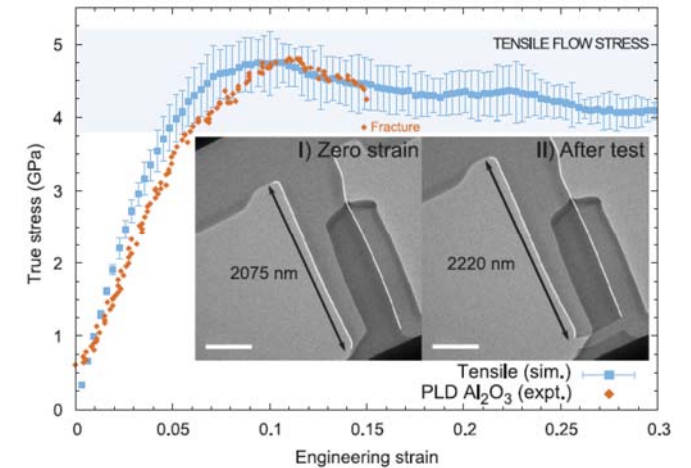 TENSILE FLOW STRESS
5
4
3
2
1
0
True stress (GPa)
Fracture
I) Zero strain
II) After test
2075 nm
2220 nm
Tensile (sim.)
PLD Al₂O₃ (expt.)
0 0.05 0.1 0.15 0.2 0.25 0.3
Engineering strain